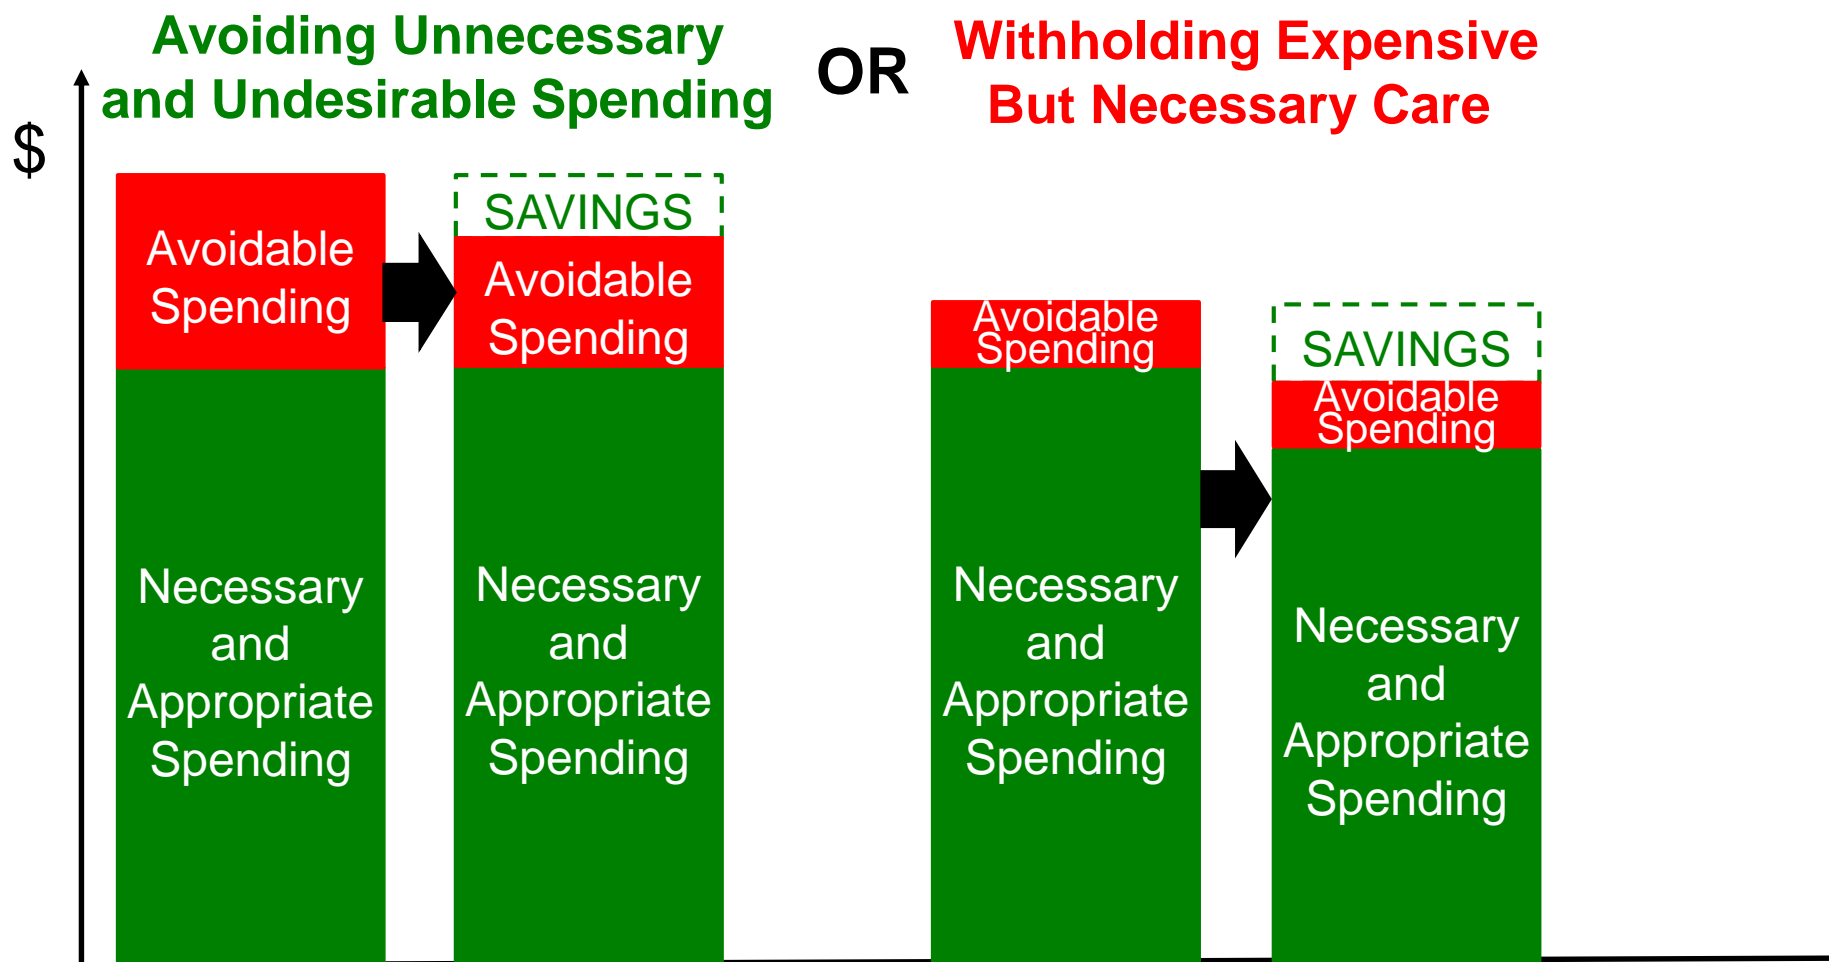 Avoiding Unnecessary
and Undesirable Spending
OR
Withholding Expensive
But Necessary Care
$
Avoidable
Spending
Necessary
and
Appropriate
Spending
SAVINGS
Avoidable
Spending
Necessary
and
Appropriate
Spending
Avoidable
Spending
Necessary
and
Appropriate
Spending
SAVINGS
Avoidable
Spending
Necessary
and
Appropriate
Spending